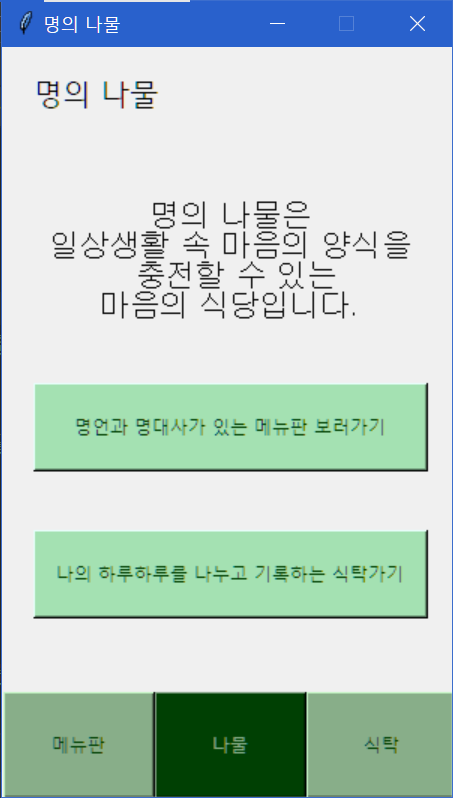 명의 나물
명의 나물
명의 나물은
일상생활 속 마음의 양식을
충전할 수 있는
마음의 식당입니다.
명언과 명대사가 있는 메뉴판 보러가기
나의 하루하루를 나누고 기록하는 식탁가기
메뉴판
나물
식탁